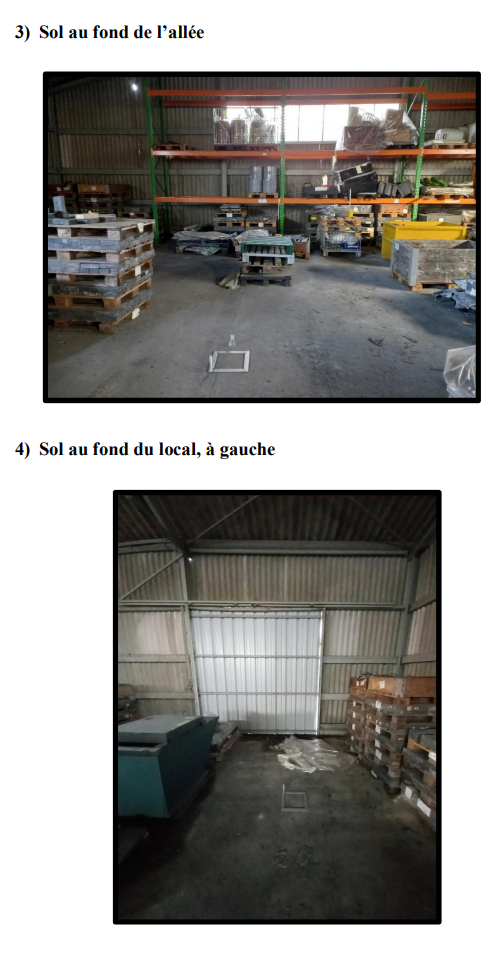 3) Sol au fond de l'allée
4) Sol au fond du local, à gauche